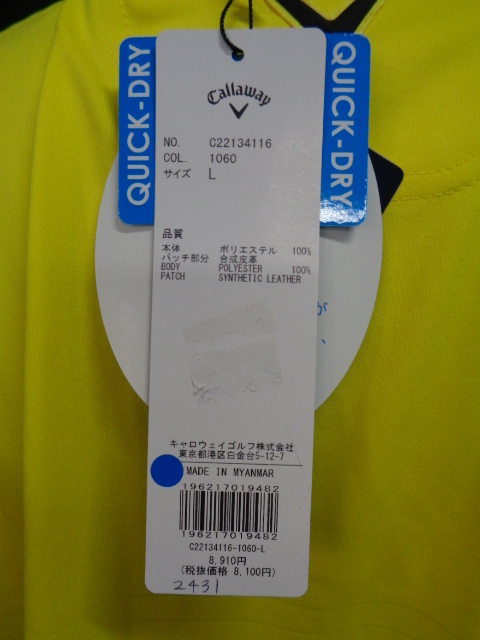 Callaway
QUICK-DRY
QUICK-DRY
NO. C22134116
COL. 1060
サイズ L
品質
本体 ポリエステル 100%
パッチ部分 合成皮革
BODY POLYESTER 100%
PATCH SYNTHETIC LEATHER
が
、
キャロウェイゴルフ株式会社
東京都港区白金台5-12-7
MADE IN MYANMAR
196217019482
196217019482
C22134116-1060-L
8,910円
(税抜価格 8,100円)
2431